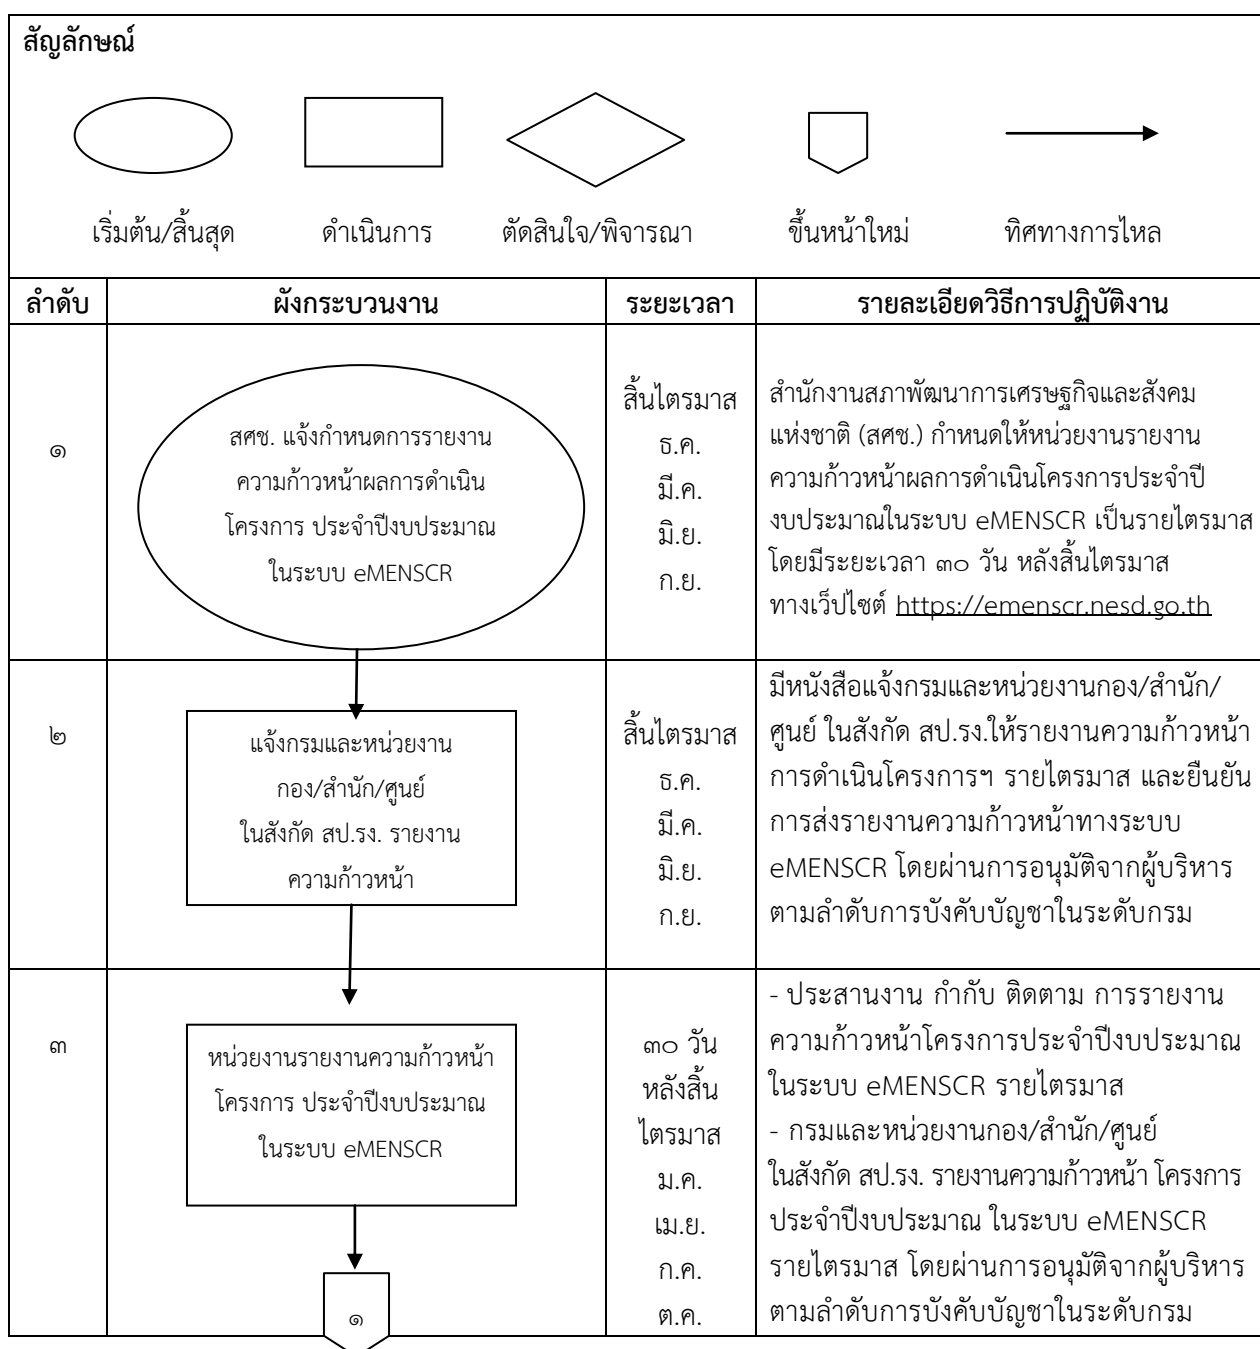 สัญลักษณ์
เริ่มต้น/สิ้นสุด ดำเนินการ ตัดสินใจ/พิจารณา ขึ้นหน้าใหม่ ทิศทางการไหล
ลำดับ ผังกระบวนงาน ระยะเวลา รายละเอียดวิธีการปฏิบัติงาน
๑
สศช. แจ้งกำหนดการรายงาน
ความก้าวหน้าผลการดำเนิน
โครงการ ประจำปีงบประมาณ
ในระบบ eMENSCR
สิ้นไตรมาส
ธ.ค.
มี.ค.
มิ.ย.
ก.ย.
สำนักงานสภาพัฒนาการเศรษฐกิจและสังคม
แห่งชาติ (สศช.) กำหนดให้หน่วยงานรายงาน
ความก้าวหน้าผลการดำเนินโครงการประจำปี
งบประมาณในระบบ eMENSCR เป็นรายไตรมาส
โดยมีระยะเวลา ๓๐ วัน หลังสิ้นไตรมาส
ทางเว็ปไซต์ https://emenscr.nesd.go.th
๒
แจ้งกรมและหน่วยงาน
กอง/สำนัก/ศูนย์
ในสังกัด สป.รง. รายงาน
ความก้าวหน้า
สิ้นไตรมาส
ธ.ค.
มี.ค.
มิ.ย.
ก.ย.
มีหนังสือแจ้งกรมและหน่วยงานกอง/สำนัก/
ศูนย์ ในสังกัด สป.รง.ให้รายงานความก้าวหน้า
การดำเนินโครงการฯ รายไตรมาส และยืนยัน
การส่งรายงานความก้าวหน้าทางระบบ
eMENSCR โดยผ่านการอนุมัติจากผู้บริหาร
ตามลำดับการบังคับบัญชาในระดับกรม
๓
หน่วยงานรายงานความก้าวหน้า
โครงการ ประจำปีงบประมาณ
ในระบบ eMENSCR
๑
๓๐ วัน
หลังสิ้น
ไตรมาส
ม.ค.
เม.ย.
ก.ค.
ต.ค.
- ประสานงาน กำกับ ติดตาม การรายงาน
ความก้าวหน้าโครงการประจำปีงบประมาณ
ในระบบ eMENSCR รายไตรมาส
- กรมและหน่วยงานกอง/สำนัก/ศูนย์
ในสังกัด สป.รง. รายงานความก้าวหน้า โครงการ
ประจำปีงบประมาณ ในระบบ eMENSCR
รายไตรมาส โดยผ่านการอนุมัติจากผู้บริหาร
ตามลำดับการบังคับบัญชาในระดับกรม